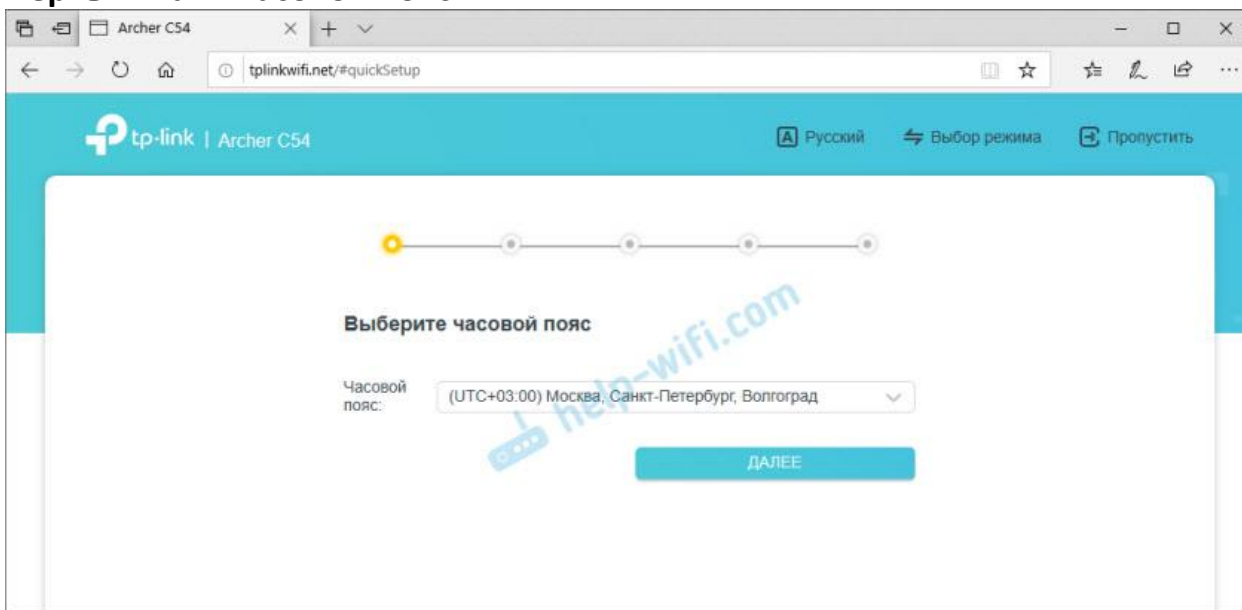 Archer C54
tplinkwifi.net/#quickSetup
tp-link | Archer C54
Русский
Выбор режима
Пропустить
Выберите часовой пояс
Часовой
пояс:
(UTC+03:00) Москва, Санкт-Петербург, Волгоград
help-wifi.com
ДАЛЕЕ